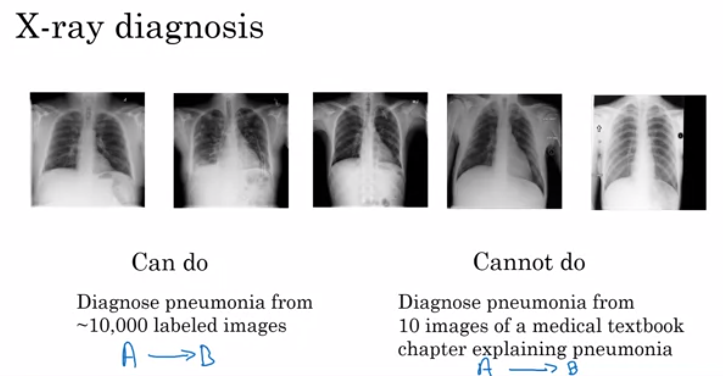 X-ray diagnosis
Can do
Diagnose pneumonia from
~10,000 labeled images
A → B
Cannot do
Diagnose pneumonia from
10 images of a medical textbook
chapter explaining pneumonia
A → B